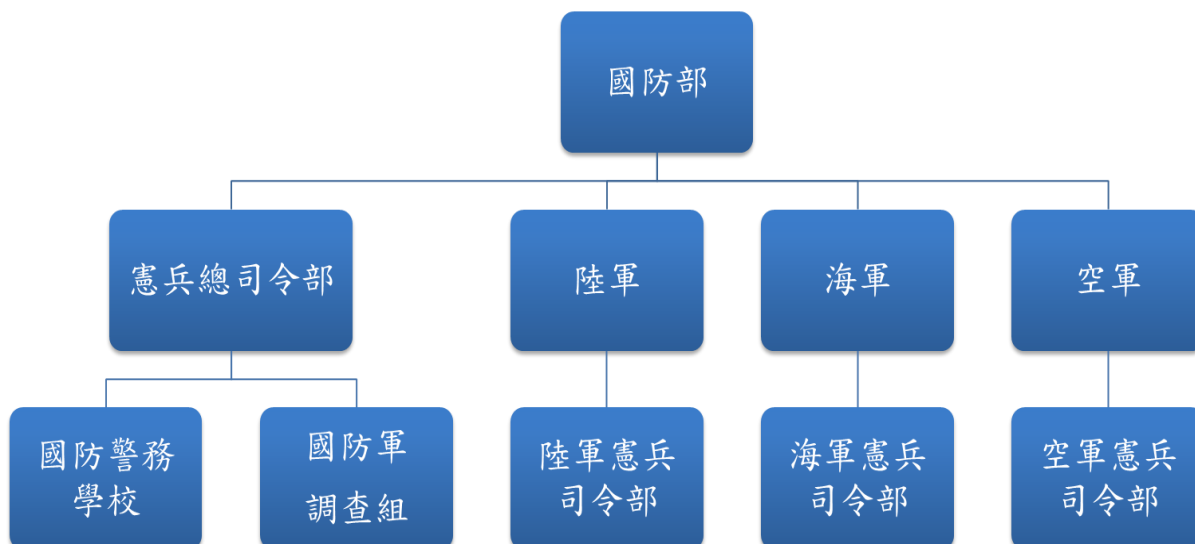 國防部
憲兵總司令部
陸軍
海軍
空軍
國防警務
學校
國防軍
調查組
陸軍憲兵
司令部
海軍憲兵
司令部
空軍憲兵
司令部